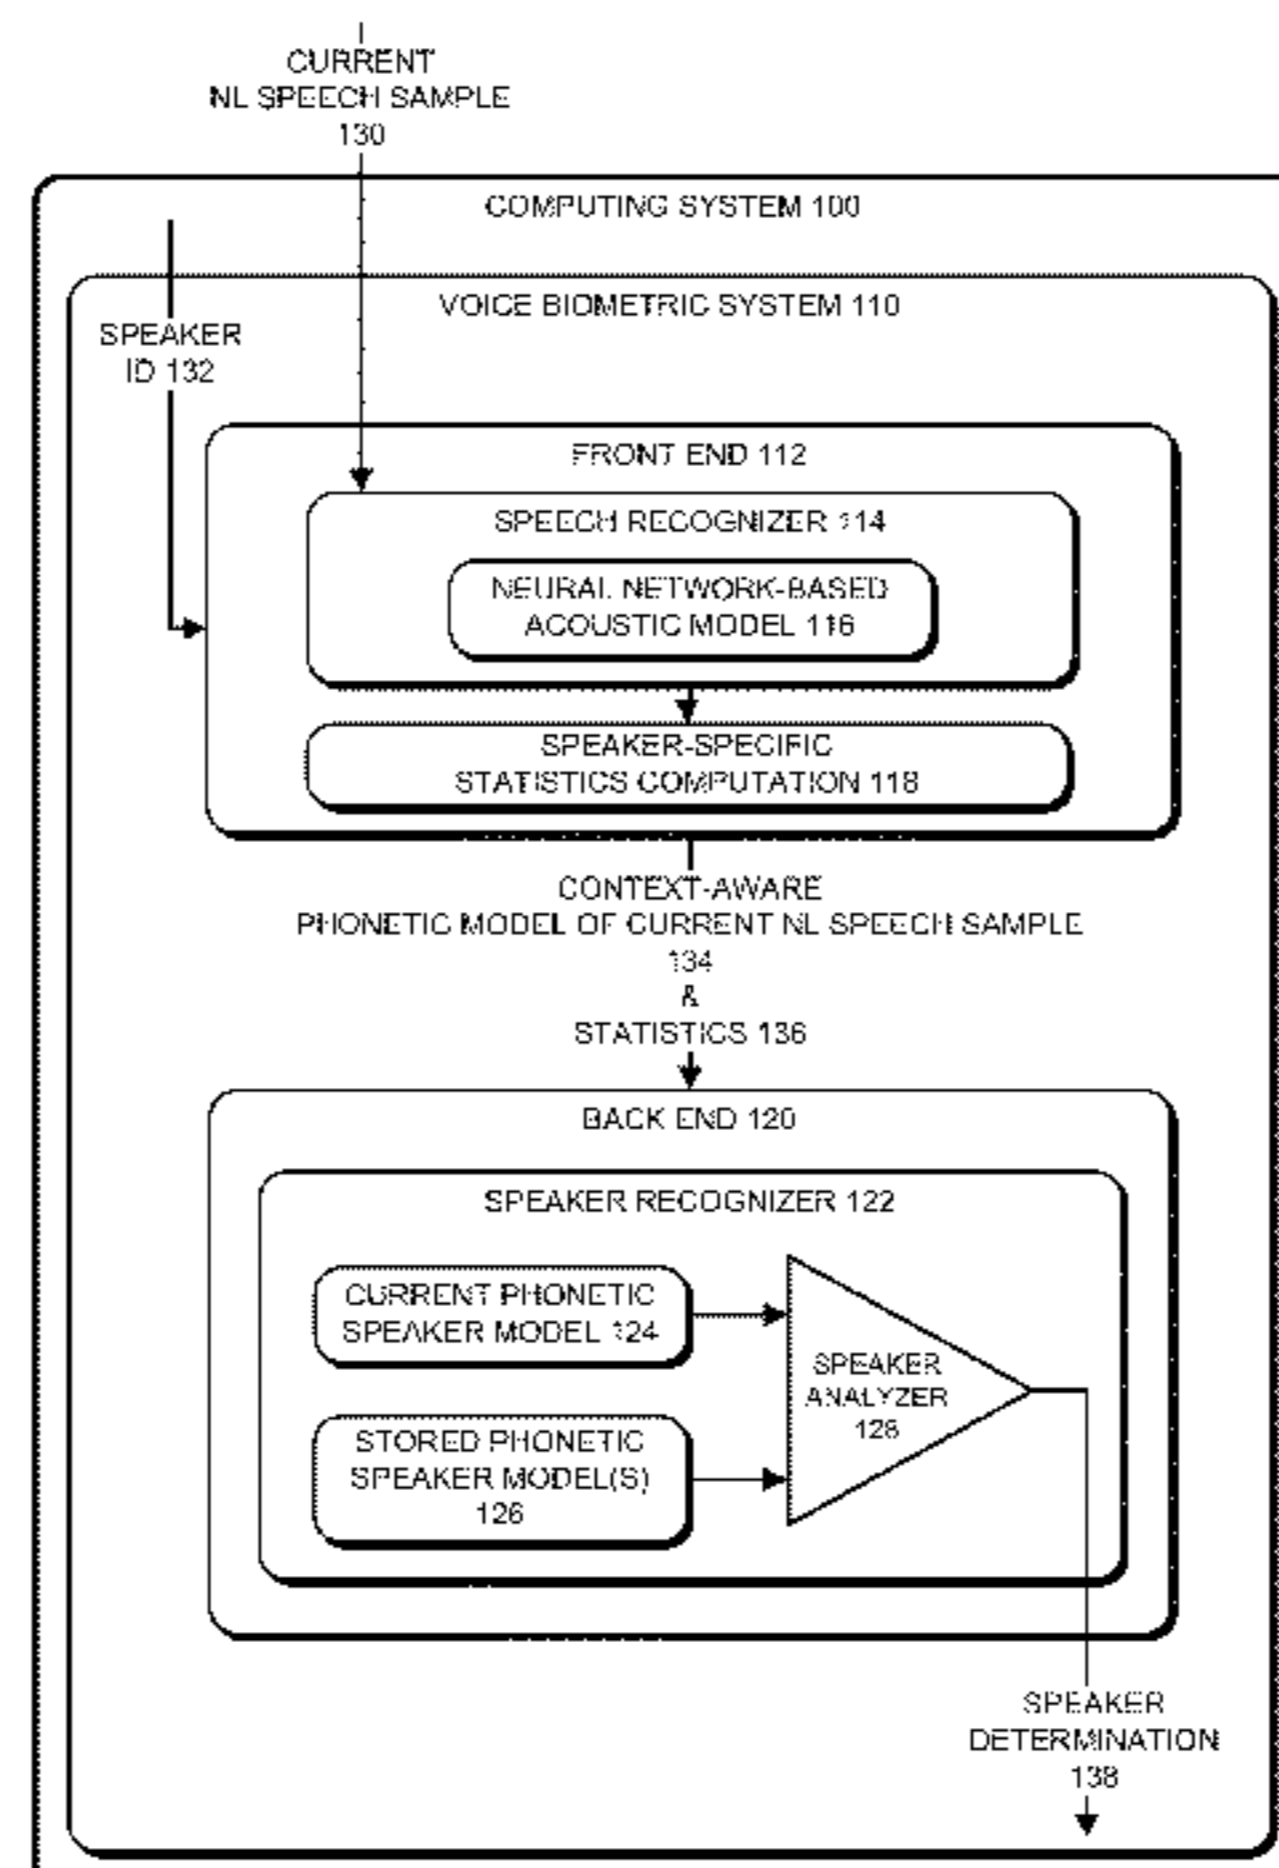 CURRENT
NL SPEECH SAMPLE
130
COMPUTING SYSTEM 100
VOICE BIOMETRIC SYSTEM 110
SPEAKER
ID 132
FRONT END 112
SPEECH RECOGNIZER 114
NEURAL NETWORK-BASED
ACOUSTIC MODEL 116
SPEAKER-SPECIFIC
STATISTICS COMPUTATION 118
CONTEXT-AWARE
PHONETIC MODEL OF CURRENT NL SPEECH SAMPLE
134
&
STATISTICS 136
BACK END 120
SPEAKER RECOGNIZER 122
CURRENT PHONETIC
SPEAKER MODEL 124
SPEAKER
ANALYZER
128
STORED PHONETIC
SPEAKER MODEL(S)
126
SPEAKER
DETERMINATION
138